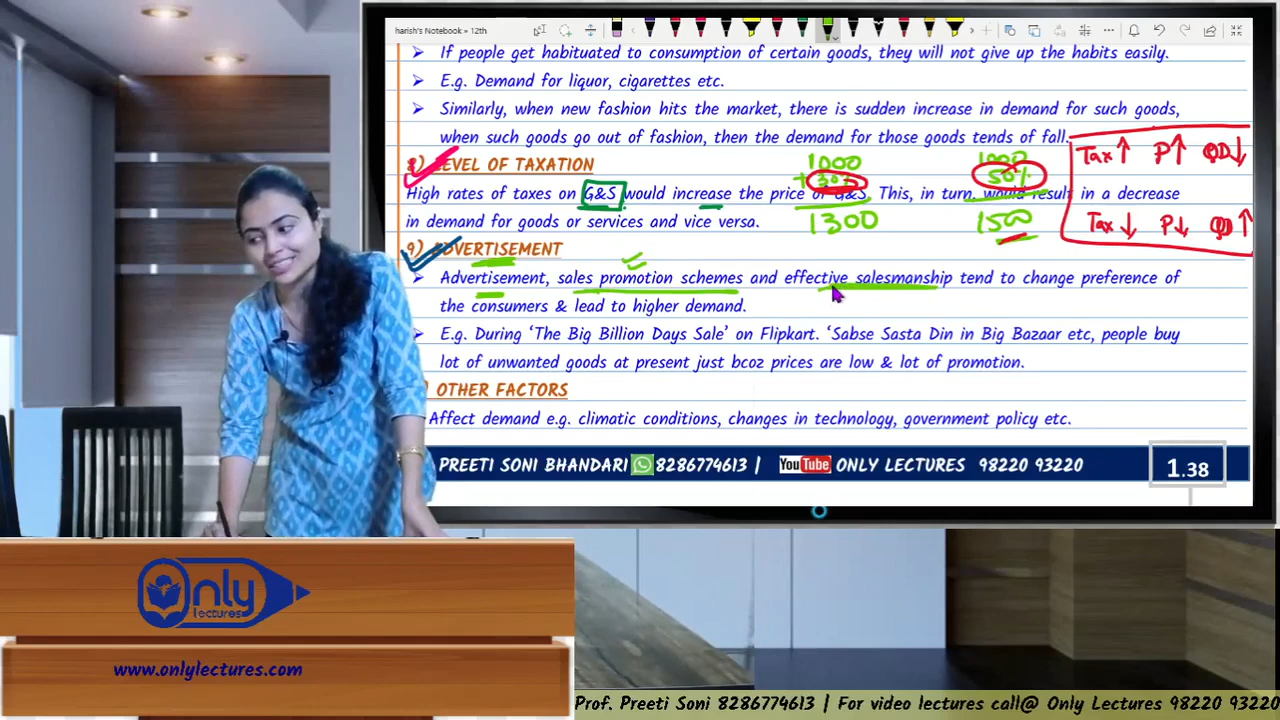 harish's Notebook » 12th
➢ If people get habituated to consumption of certain goods, they will not give up the habits easily.
➢ E.g. Demand for liquor, cigarettes etc.
➢ Similarly, when new fashion hits the market, there is sudden increase in demand for such goods,
when such goods go out of fashion, then the demand for those goods tends of fall.
8) LEVEL OF TAXATION
1000
1000
+ 30%
50%
Tax ↑ P↑ QD↓
High rates of taxes on G&S would increase the price of G&S. This, in turn, would result in a decrease
in demand for goods or services and vice versa.
1300
1500
Tax ↓ P↓ QD ↑
9) ADVERTISEMENT
➢ Advertisement, sales promotion schemes and effective salesmanship tend to change preference of
the consumers & lead to higher demand.
➢ E.g. During ‘The Big Billion Days Sale’ on Flipkart. ‘Sabse Sasta Din in Big Bazaar etc, people buy
lot of unwanted goods at present just bcoz prices are low & lot of promotion.
OTHER FACTORS
Affect demand e.g. climatic conditions, changes in technology, government policy etc.
PREETI SONI BHANDARI 8286774613 | YouTube ONLY LECTURES 98220 93220
1.38
Only
lectures
www.onlylectures.com
Prof. Preeti Soni 8286774613 | For video lectures call@ Only Lectures 98220 93220